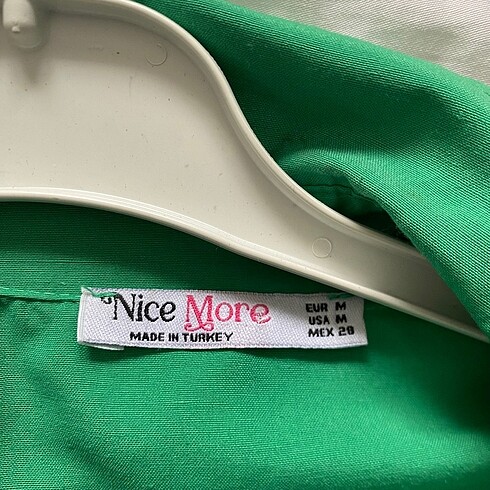 Nice More
MADE IN TURKEY
EUR M
USA M
MEX 28